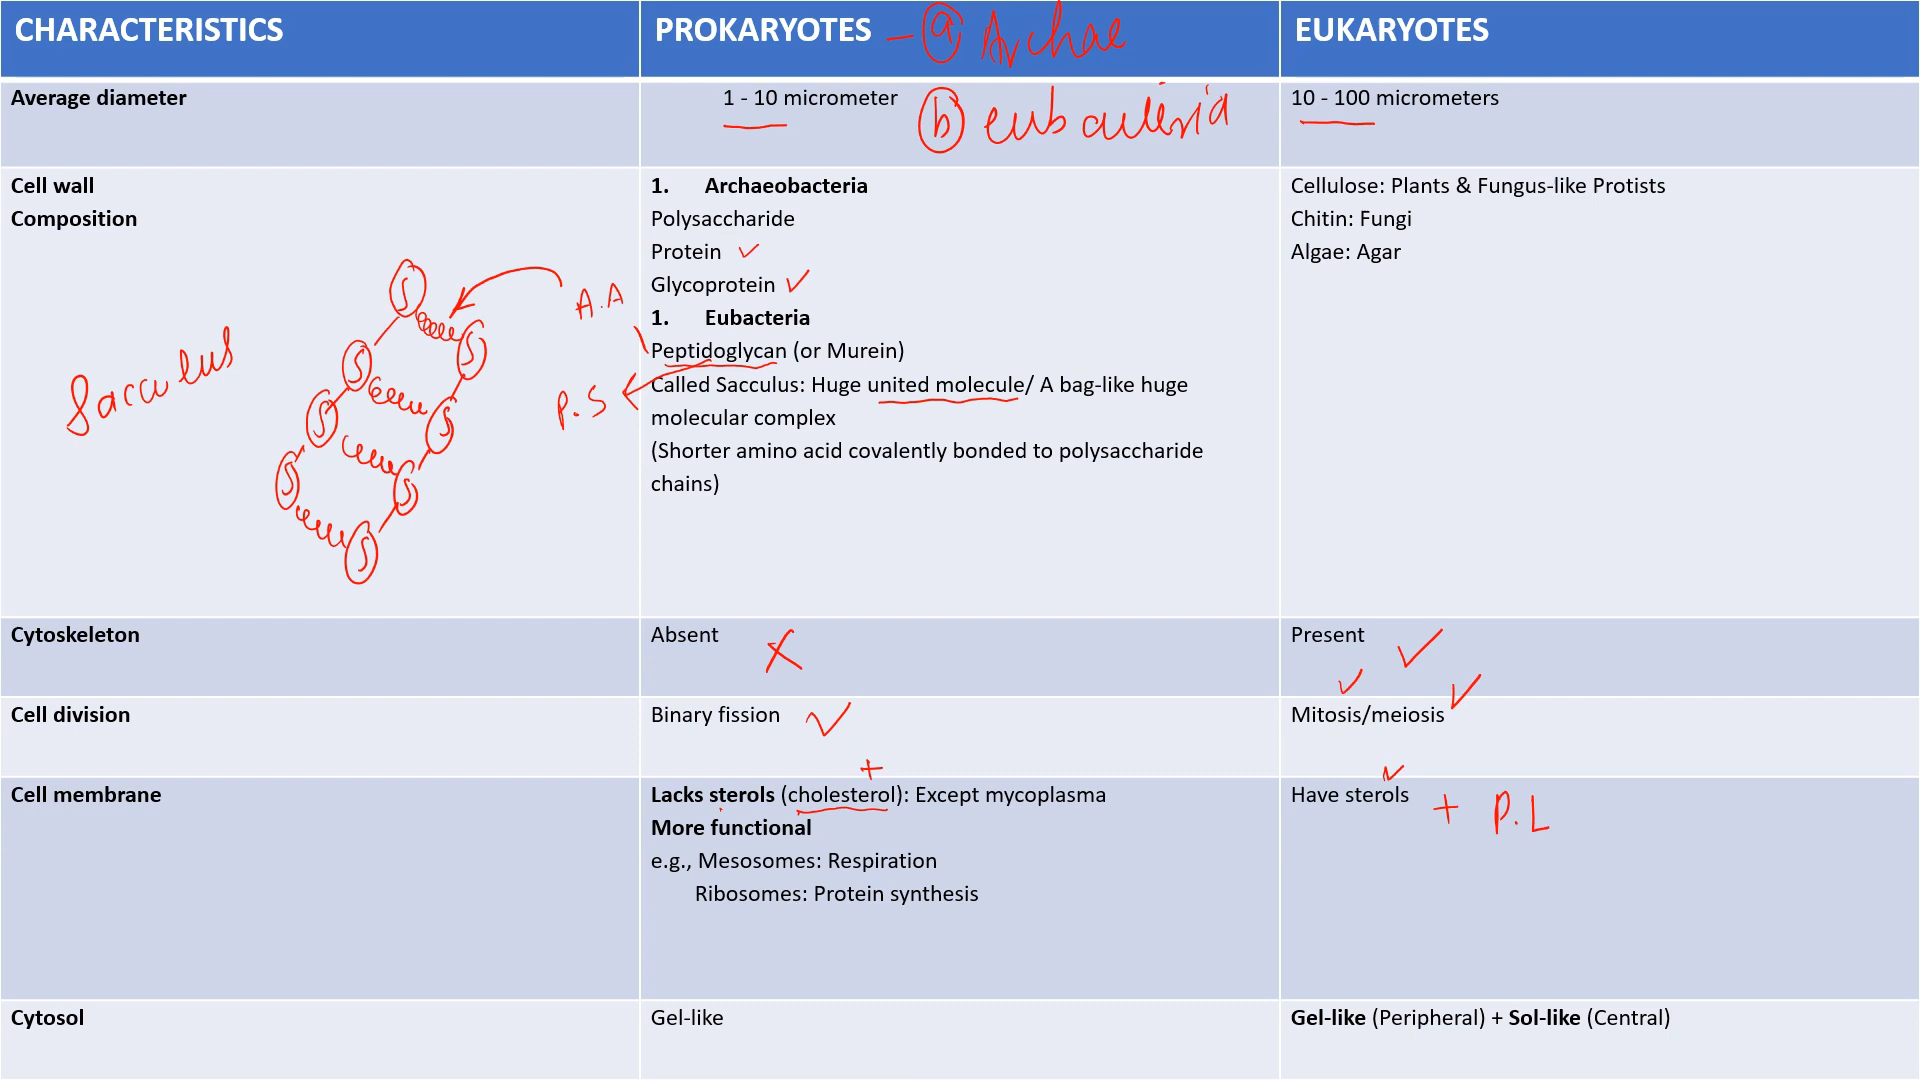 CHARACTERISTICS
PROKARYOTES - (a) Archae
EUKARYOTES
Average diameter
1 - 10 micrometer
(b) eubacteria
10 - 100 micrometers
Cell wall
Composition
Sacculus
S
S
S
S
S
S
S
S
A.A
P.S
1. Archaeobacteria
Polysaccharide
Protein ✓
Glycoprotein ✓
1. Eubacteria
Peptidoglycan (or Murein)
Called Sacculus: Huge united molecule/ A bag-like huge
molecular complex
(Shorter amino acid covalently bonded to polysaccharide
chains)
Cellulose: Plants & Fungus-like Protists
Chitin: Fungi
Algae: Agar
Cytoskeleton
Absent X
Present ✓
Cell division
Binary fission ✓
Mitosis/meiosis ✓ ✓
Cell membrane
+
Lacks sterols (cholesterol): Except mycoplasma
More functional
e.g., Mesosomes: Respiration
Ribosomes: Protein synthesis
Have sterols ✓ + P.L
Cytosol
Gel-like
Gel-like (Peripheral) + Sol-like (Central)